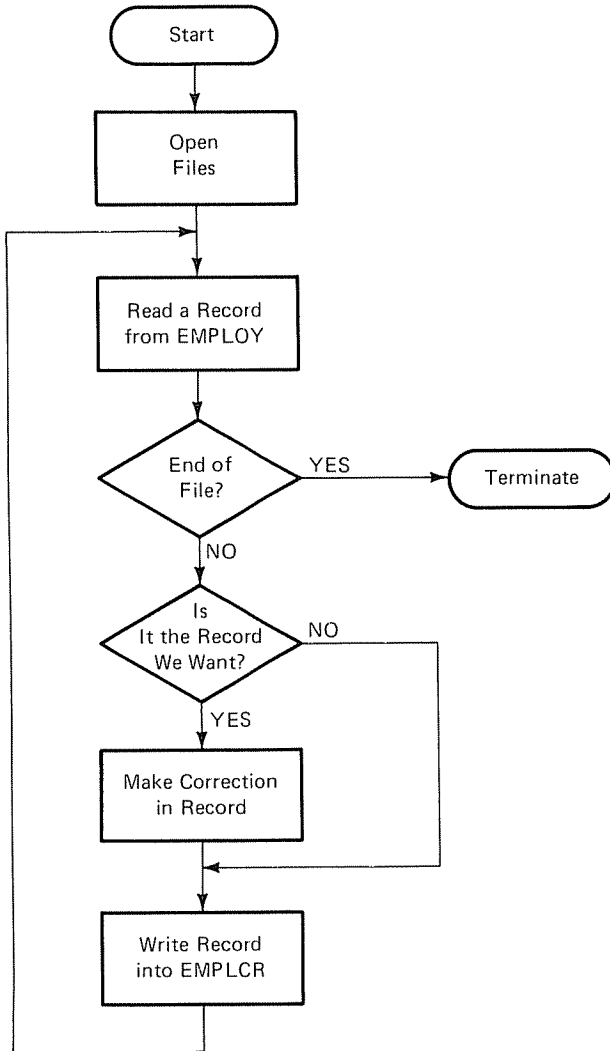 Start
Open
Files
Read a Record
from EMPLOY
End of
File?
YES
Terminate
NO
Is
It the Record
We Want?
NO
YES
Make Correction
in Record
Write Record
into EMPLCR